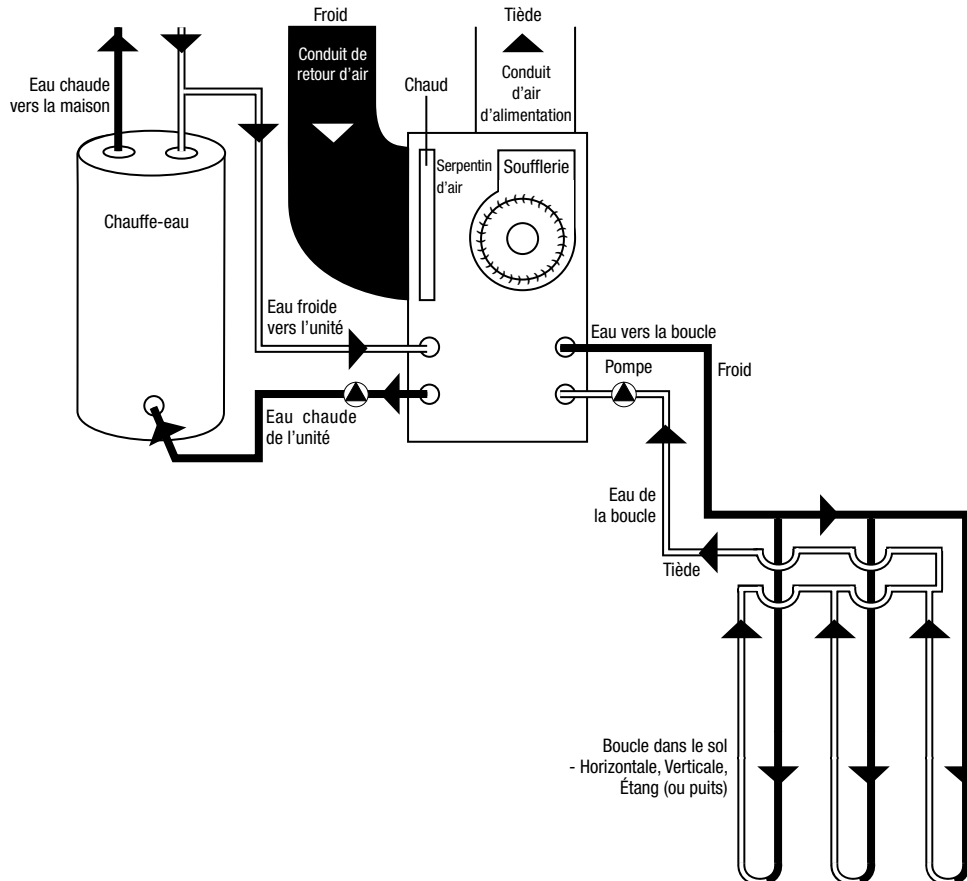 Froid
Tiède
Conduit de
retour d'air
Conduit
d'air
d'alimentation
Eau chaude
vers la maison
Chaud
Serpentin
d'air
Soufflerie
Chauffe-eau
Eau froide
vers l'unité
Eau vers la boucle
Froid
Pompe
Eau chaude
de l'unité
Eau de
la boucle
Tiède
Boucle dans le sol
- Horizontale, Verticale,
Étang (ou puits)